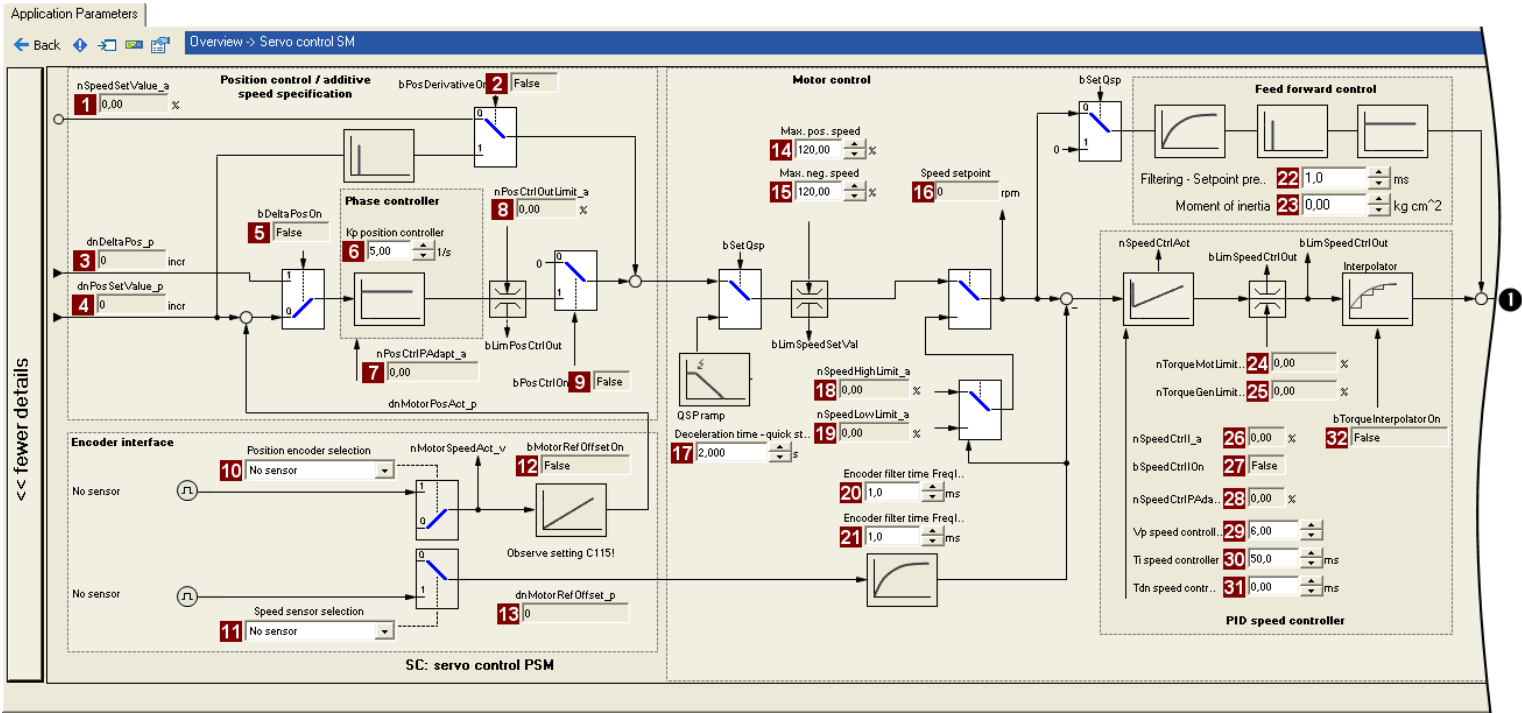 Application Parameters
Back
Overview -> Servo control SM
<< fewer details
Position control / additive
speed specification
nSpeedSetValue_a
1 0,00 %
bPosDerivativeOn
2 False
0
1
dnDeltaPos_p
3 0 incr
dnPosSetValue_p
4 0 incr
bDeltaPosOn
5 False
1
0
Phase controller
Kp position controller
6 5,00 1/s
7 0,00
nPosCtrlPAdapt_a
nPosCtrlOutLimit_a
8 0,00 %
bLimPosCtrlOut
0
0
1
bPosCtrlOn 9 False
dnMotorPosAct_p
Encoder interface
Position encoder selection
10 No sensor
No sensor
1
0
nMotorSpeedAct_v
bMotorRefOffsetOn
12 False
Observe setting C115!
No sensor
0
1
Speed sensor selection
11 No sensor
dnMotorRefOffset_p
13 0
SC: servo control PSM
Motor control
Max. pos. speed
14 120,00 %
Max. neg. speed
15 120,00 %
Speed setpoint
16 0 rpm
bSetQsp
bLimSpeedSetVal
QSP ramp
Deceleration time - quick st..
17 2,000 s
nSpeedHighLimit_a
18 0,00 %
nSpeedLowLimit_a
19 0,00 %
Encoder filter time FreqI..
20 1,0 ms
Encoder filter time FreqI..
21 1,0 ms
-
bSetQsp
0
0
1
Feed forward control
Filtering - Setpoint pre.. 22 1,0 ms
Moment of inertia 23 0,00 kg cm^2
nSpeedCtrlAct
bLimSpeedCtrlOut
bLimSpeedCtrlOut
Interpolator
nTorqueMotLimit.. 24 0,00 %
nTorqueGenLimit.. 25 0,00 %
bTorqueInterpolatorOn
32 False
nSpeedCtrlI_a 26 0,00 %
bSpeedCtrlIOn 27 False
nSpeedCtrlPAda.. 28 0,00 %
Vp speed controll.. 29 6,00
Ti speed controller 30 50,0 ms
Tdn speed contr.. 31 0,00 ms
PID speed controller
❶